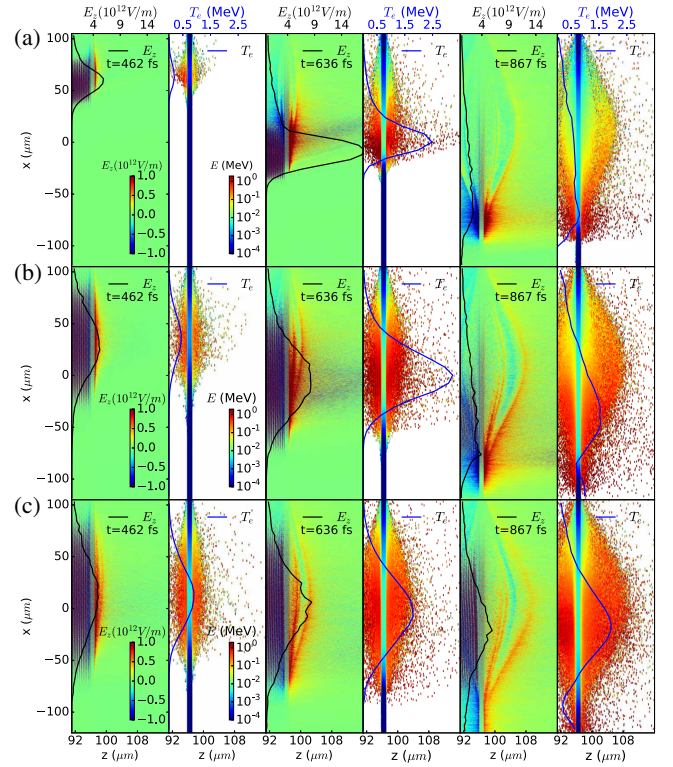 E_z(10^12 V/m) T_e (MeV) E_z(10^12 V/m) T_e (MeV) E_z(10^12 V/m) T_e (MeV)
4 9 14 0.5 1.5 2.5 4 9 14 0.5 1.5 2.5 4 9 14 0.5 1.5 2.5
(a)
100
50
0
−50
−100
x (μm)
E_z
t=462 fs
T_e
E_z
t=636 fs
T_e
E_z
t=867 fs
T_e
E_z(10^12 V/m)
1.0
0.5
0.0
−0.5
−1.0
E (MeV)
10^0
10^-1
10^-2
10^-3
10^-4
(b)
100
50
0
−50
−100
x (μm)
E_z
t=462 fs
T_e
E_z
t=636 fs
T_e
E_z
t=867 fs
T_e
E_z(10^12 V/m)
1.0
0.5
0.0
−0.5
−1.0
E (MeV)
10^0
10^-1
10^-2
10^-3
10^-4
(c)
100
50
0
−50
−100
x (μm)
E_z
t=462 fs
T_e
E_z
t=636 fs
T_e
E_z
t=867 fs
T_e
E_z(10^12 V/m)
1.0
0.5
0.0
−0.5
−1.0
E (MeV)
10^0
10^-1
10^-2
10^-3
10^-4
92 100 108 92 100 108 92 100 108 92 100 108 92 100 108 92 100 108
z (μm) z (μm) z (μm) z (μm) z (μm) z (μm)